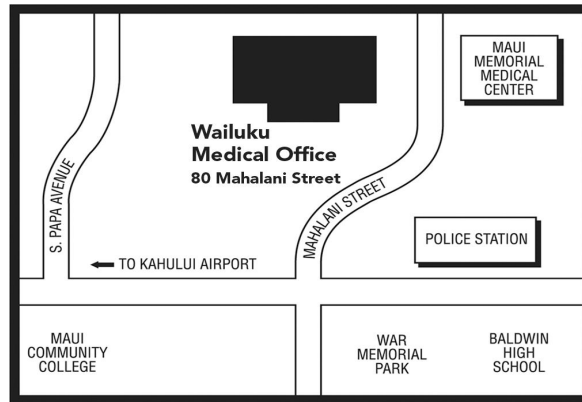 MAUI
MEMORIAL
MEDICAL
CENTER
Wailuku
Medical Office
80 Mahalani Street
S. PAPA AVENUE
MAHALANI STREET
POLICE STATION
TO KAHULUI AIRPORT
MAUI
COMMUNITY
COLLEGE
WAR
MEMORIAL
PARK
BALDWIN
HIGH
SCHOOL